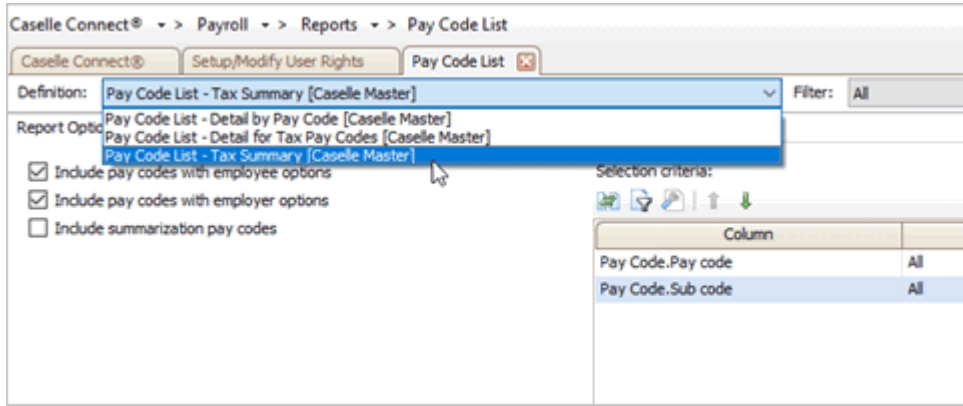 Caselle Connect® > Payroll > Reports > Pay Code List
Caselle Connect® Setup/Modify User Rights Pay Code List
Definition: Pay Code List - Tax Summary [Caselle Master] Filter: All
Pay Code List - Detail by Pay Code [Caselle Master]
Report Optio Pay Code List - Detail for Tax Pay Codes [Caselle Master]
Pay Code List - Tax Summary [Caselle Master]
Include pay codes with employee options Selection criteria:
Include pay codes with employer options
Include summarization pay codes
Column
Pay Code.Pay code All
Pay Code.Sub code All